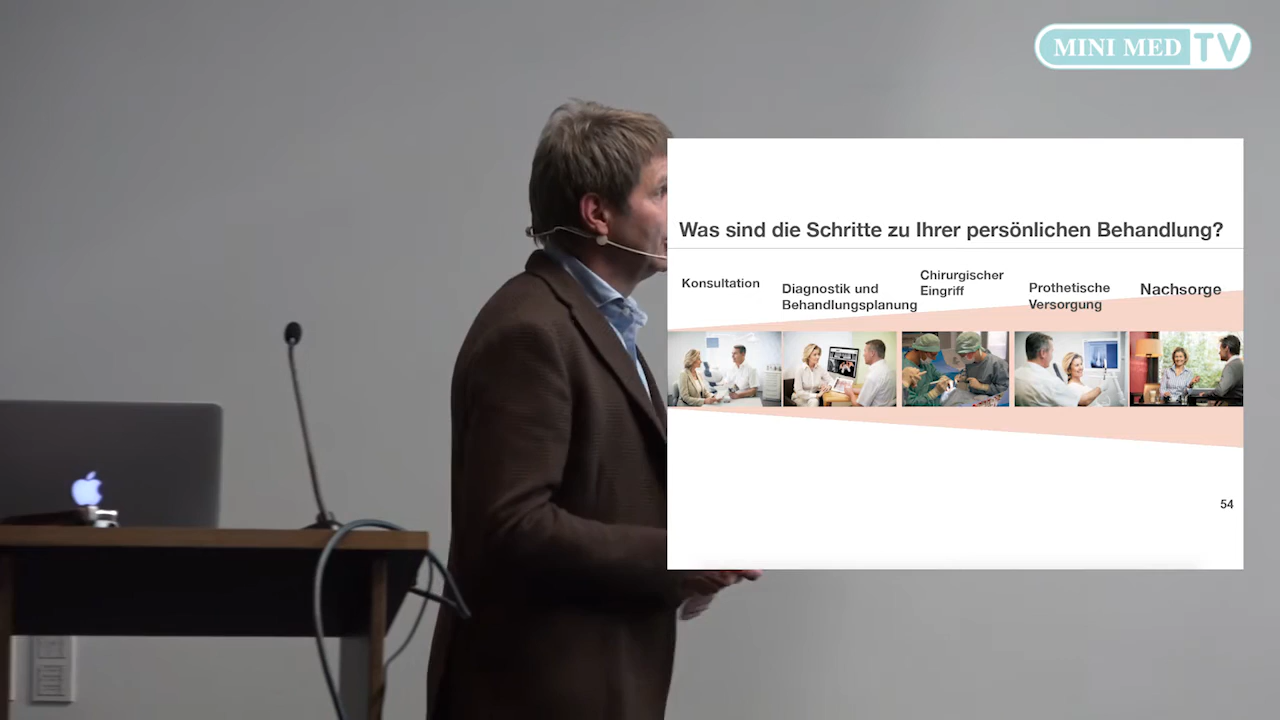 MINI MED TV
Was sind die Schritte zu Ihrer persönlichen Behandlung?
Konsultation
Diagnostik und
Behandlungsplanung
Chirurgischer
Eingriff
Prothetische
Versorgung
Nachsorge
54